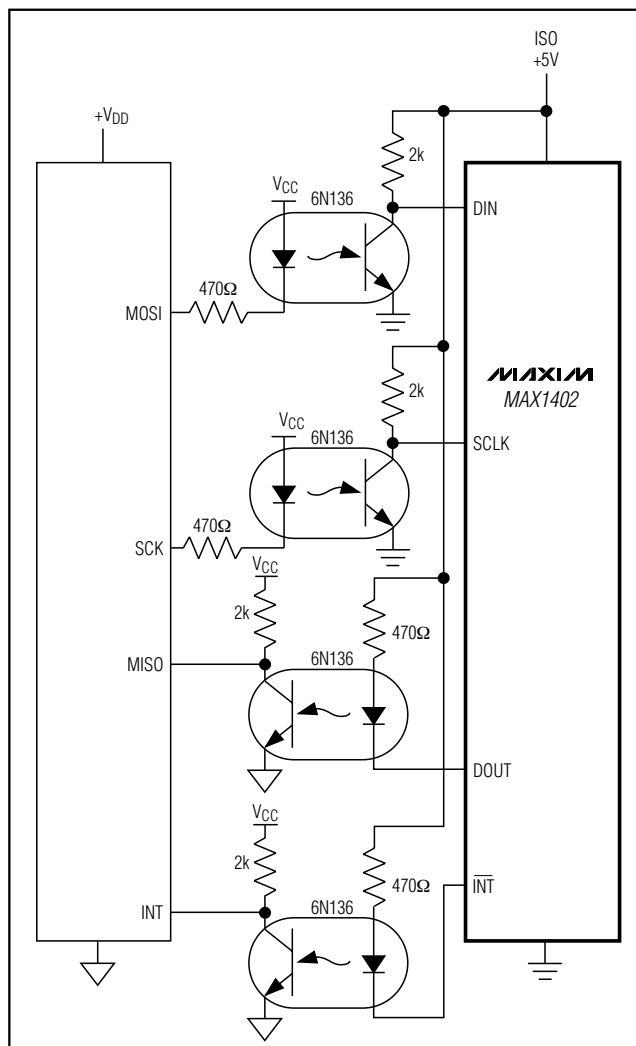 ISO
+5V
+VDD
2k
VCC
6N136
DIN
470Ω
MOSI
2k
MAXIM
MAX1402
VCC
6N136
SCLK
470Ω
SCK
VCC
2k
470Ω
6N136
MISO
DOUT
VCC
2k
470Ω
INT
6N136
INT